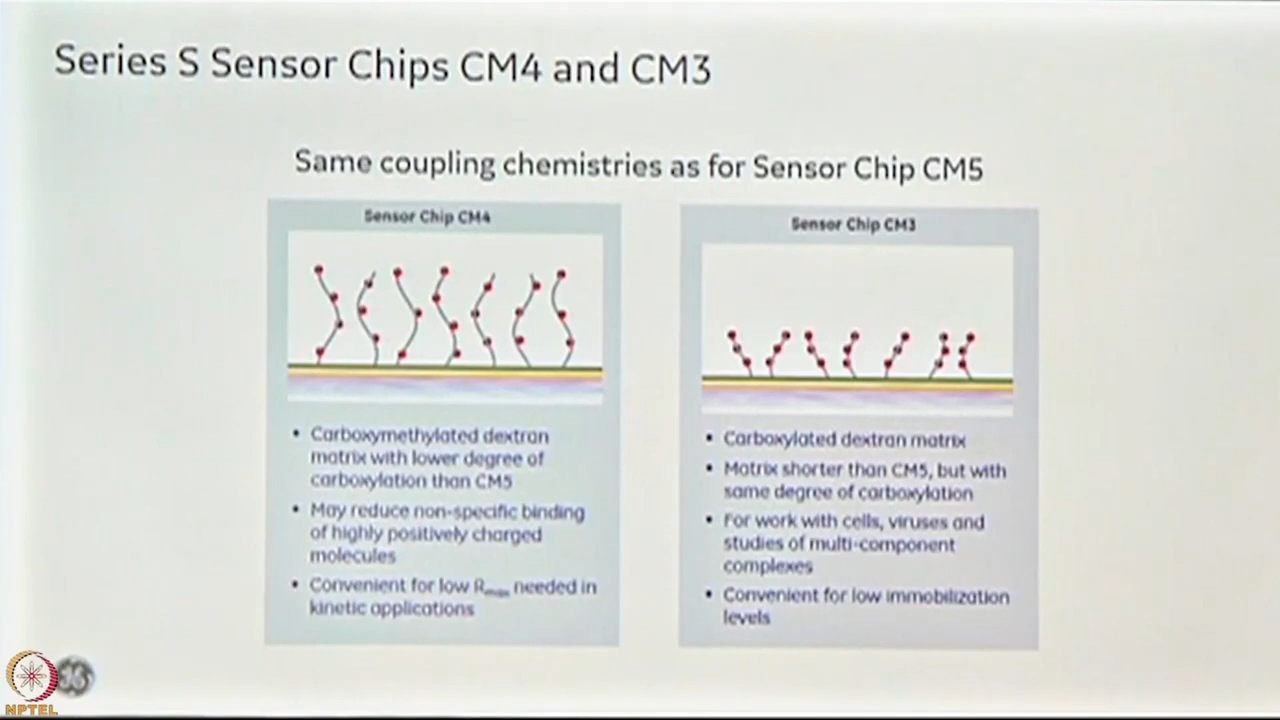 Series S Sensor Chips CM4 and CM3
Same coupling chemistries as for Sensor Chip CM5
Sensor Chip CM4
• Carboxymethylated dextran
matrix with lower degree of
carboxylation than CM5
• May reduce non-specific binding
of highly positively charged
molecules
• Convenient for low Rmax needed in
kinetic applications
Sensor Chip CM3
• Carboxylated dextran matrix
• Matrix shorter than CM5, but with
same degree of carboxylation
• For work with cells, viruses and
studies of multi-component
complexes
• Convenient for low immobilization
levels
NPTEL